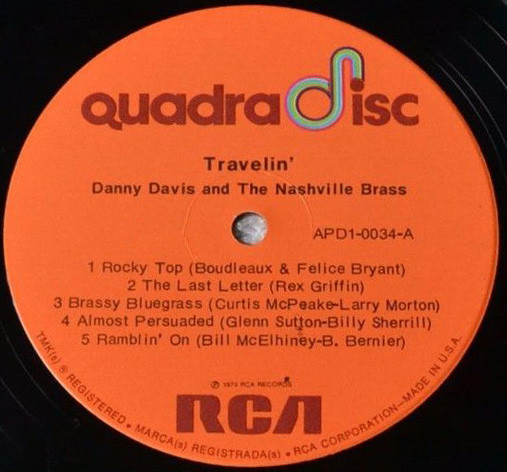 quadradisc
Travelin'
Danny Davis and The Nashville Brass
APD1-0034-A
1 Rocky Top (Boudleaux & Felice Bryant)
2 The Last Letter (Rex Griffin)
3 Brassy Bluegrass (Curtis McPeake-Larry Morton)
4 Almost Persuaded (Glenn Sutton-Billy Sherrill)
5 Ramblin' On (Bill McElhiney-B. Bernier)
℗ 1973 RCA RECORDS
RCA
TMK(s) ® REGISTERED • MARCA(s) REGISTRADA(s) • RCA CORPORATION—MADE IN U.S.A.